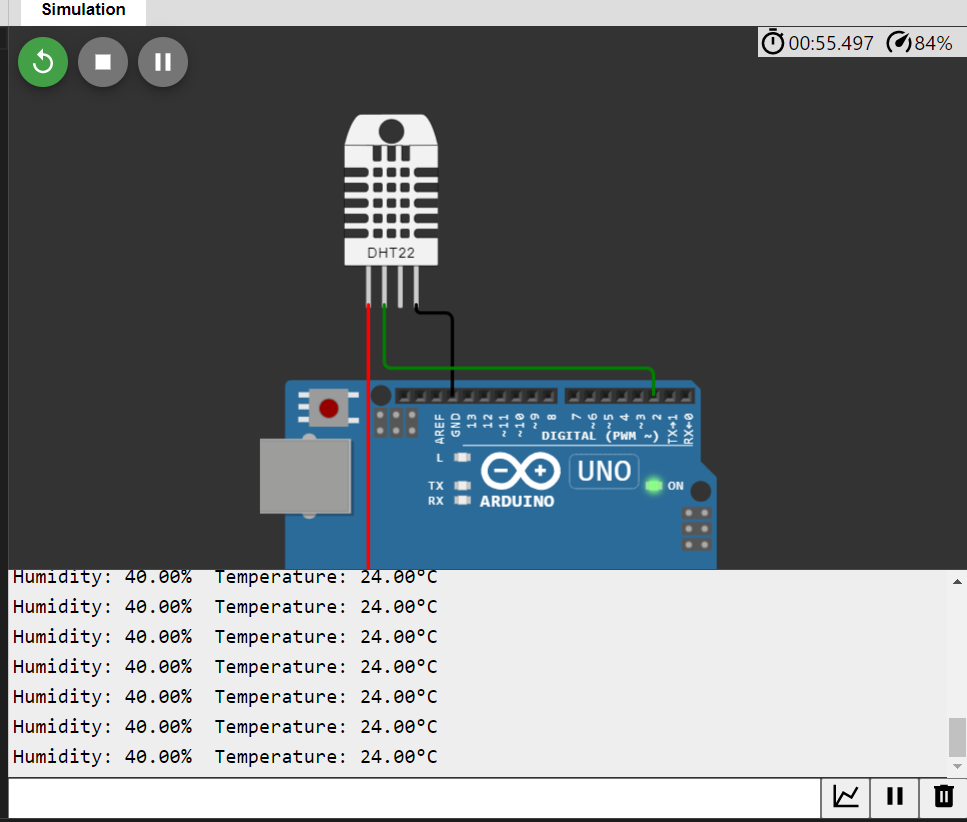 Simulation
00:55.497 84%
DHT22
AREF
GND
13
12
~11
~10
~9
8
7
~6
~5
4
~3
2
TX→1
RX←0
DIGITAL (PWM ~)
L
TX
RX
UNO
ON
ARDUINO
Humidity: 40.00%  Temperature: 24.00°C
Humidity: 40.00%  Temperature: 24.00°C
Humidity: 40.00%  Temperature: 24.00°C
Humidity: 40.00%  Temperature: 24.00°C
Humidity: 40.00%  Temperature: 24.00°C
Humidity: 40.00%  Temperature: 24.00°C
Humidity: 40.00%  Temperature: 24.00°C